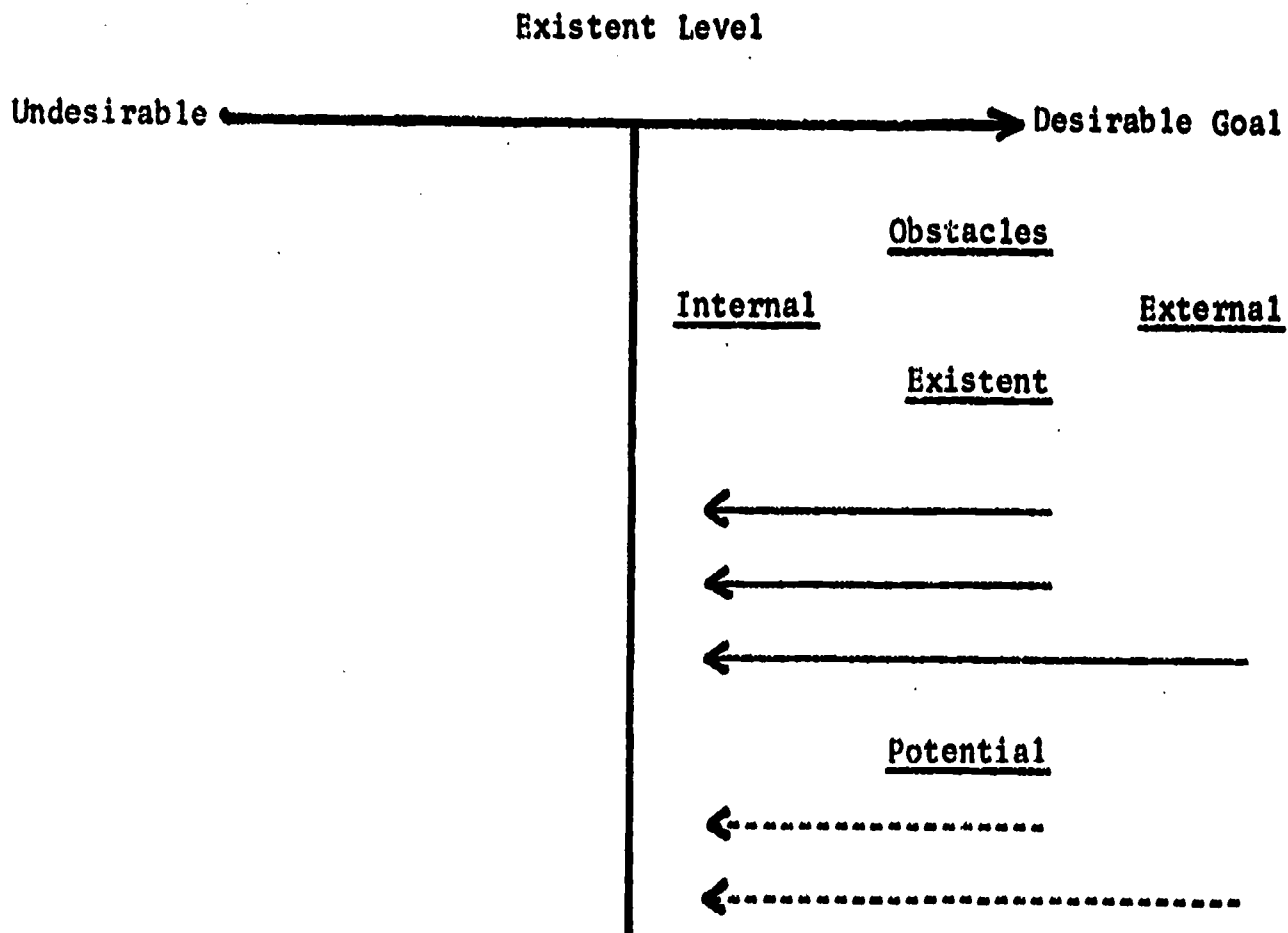 Existent Level
Undesirable Desirable Goal
Obstacles
Internal External
Existent
Potential